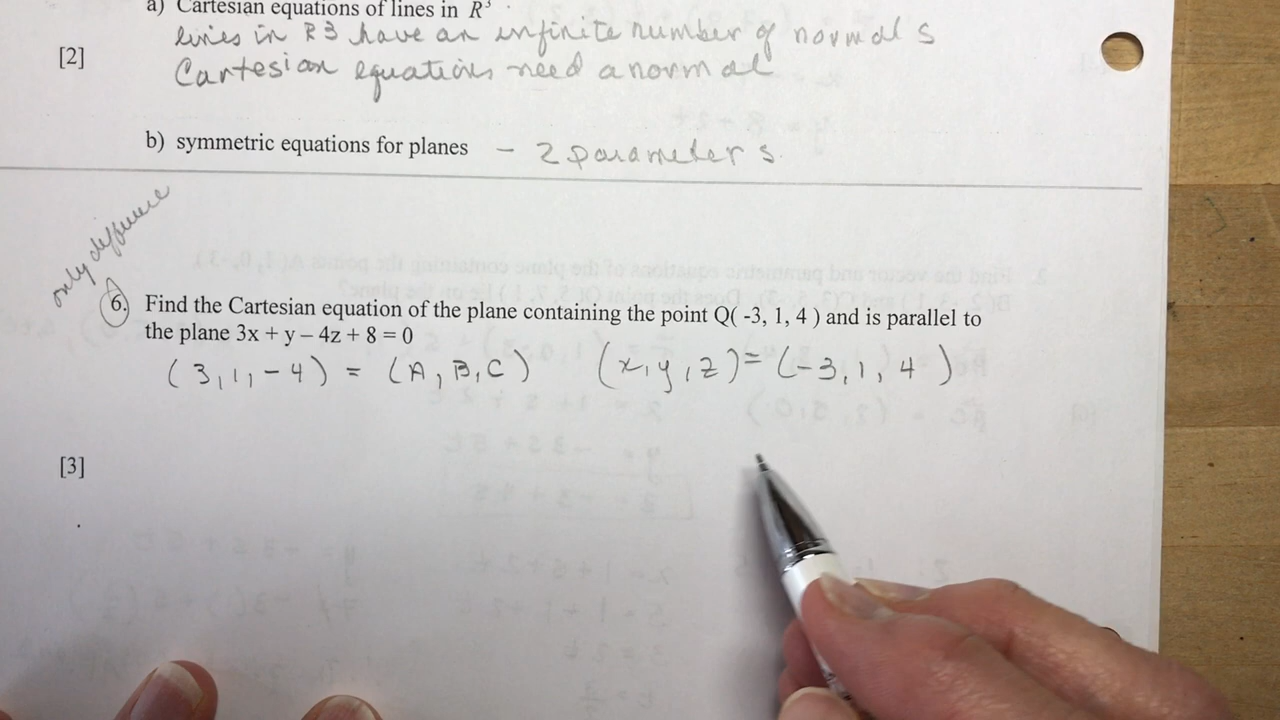 a) Cartesian equations of lines in R³
lines in R3 have an infinite number of normals
[2]
Cartesian equations need a normal
b) symmetric equations for planes - 2 parameters
only difference
6. Find the Cartesian equation of the plane containing the point Q( -3, 1, 4 ) and is parallel to
the plane 3x + y – 4z + 8 = 0
(3, 1, -4) = (A, B, C) (x, y, z) = (-3, 1, 4)
[3]